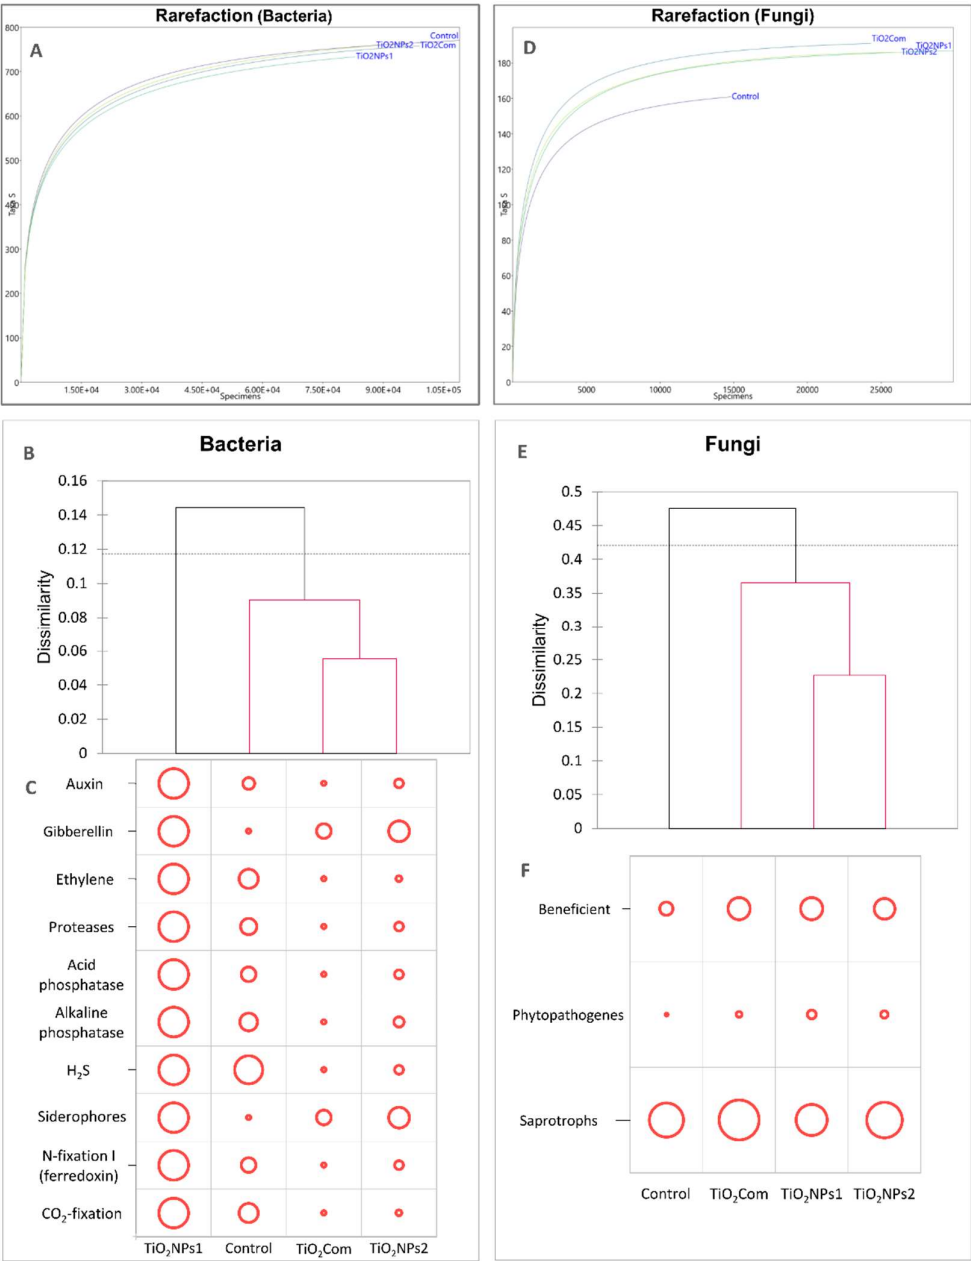 Rarefaction (Bacteria)
A
800
700
600
500
400
300
200
100
0
Taxa S
Control
TiO2NPs2
TiO2Com
TiO2NPs1
1.50E+04 3.00E+04 4.50E+04 6.00E+04 7.50E+04 9.00E+04 1.05E+05
Specimens
Rarefaction (Fungi)
D
180
160
140
120
100
80
60
40
20
0
Taxa S
TiO2Com
TiO2NPs1
TiO2NPs2
Control
5000 10000 15000 20000 25000
Specimens
B
Bacteria
0.16
0.14
0.12
0.1
0.08
0.06
0.04
0.02
0
Dissimilarity
C
Auxin
Gibberellin
Ethylene
Proteases
Acid
phosphatase
Alkaline
phosphatase
H₂S
Siderophores
N-fixation I
(ferredoxin)
CO₂-fixation
TiO₂NPs1 Control TiO₂Com TiO₂NPs2
E
Fungi
0.5
0.45
0.4
0.35
0.3
0.25
0.2
0.15
0.1
0.05
0
Dissimilarity
F
Beneficient
Phytopathogenes
Saprotrophs
Control TiO₂Com TiO₂NPs1 TiO₂NPs2